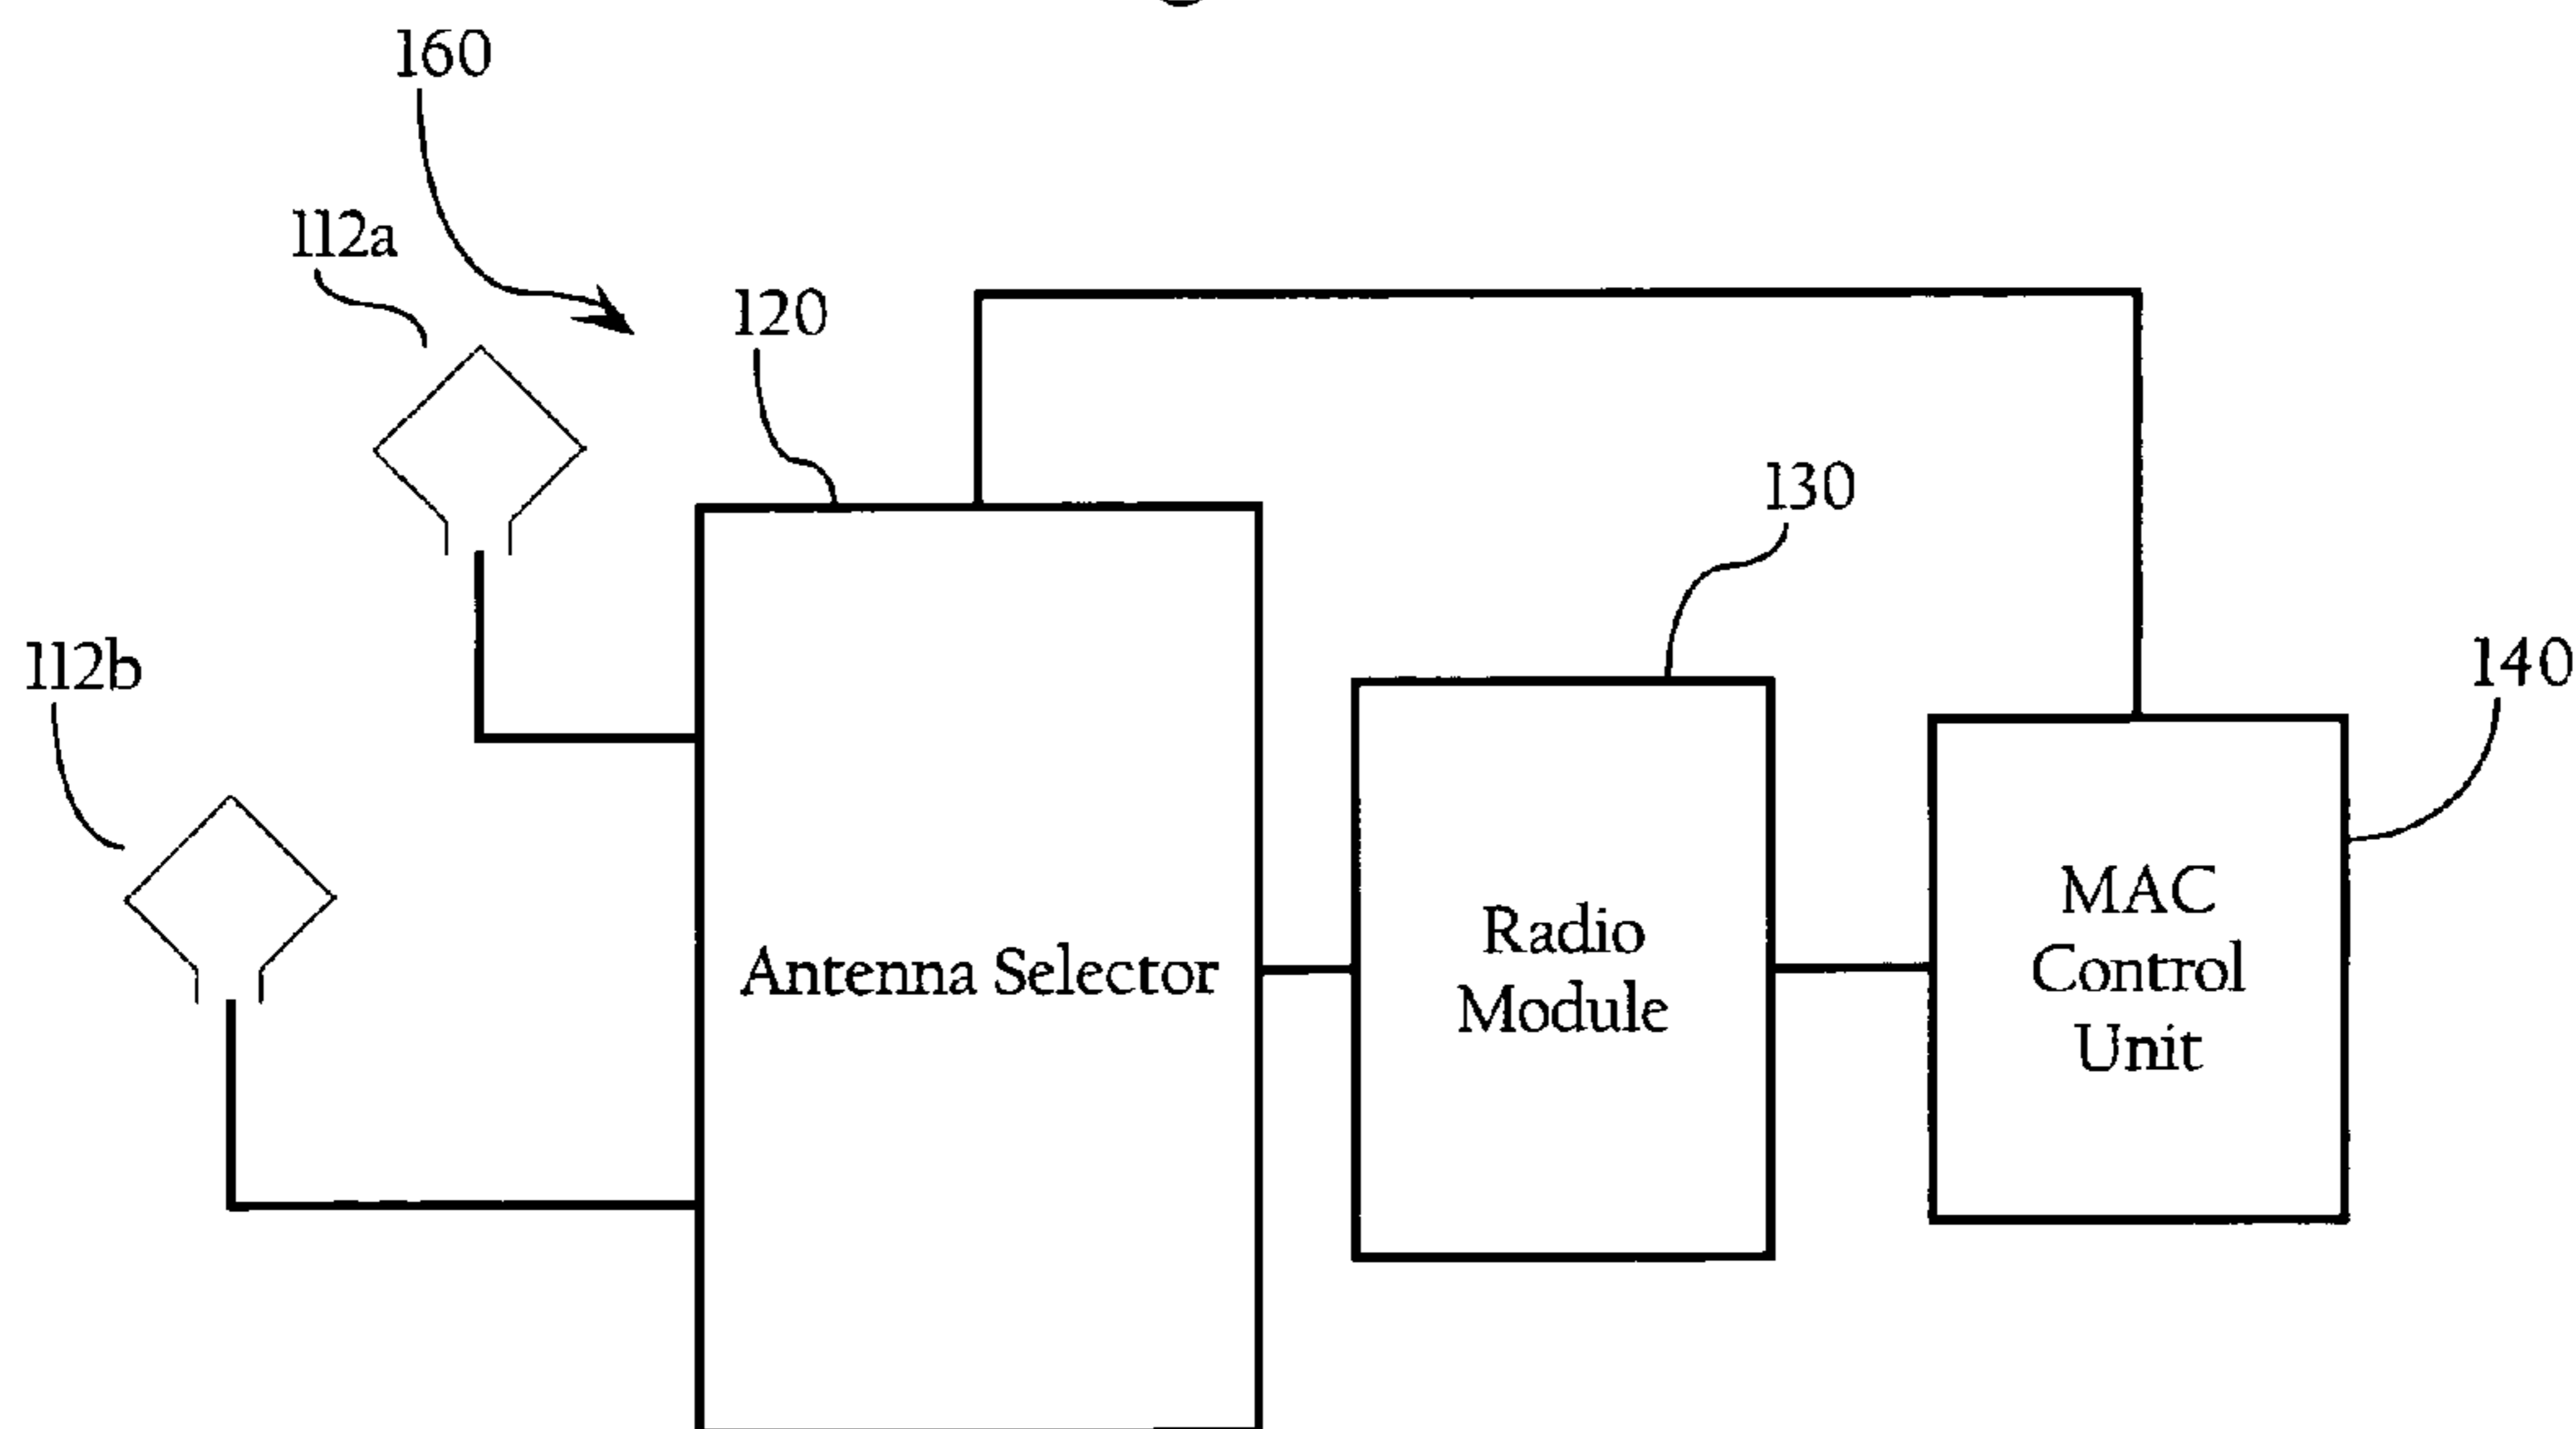 160
112a
120
130
112b
140
Antenna Selector
Radio
Module
MAC
Control
Unit